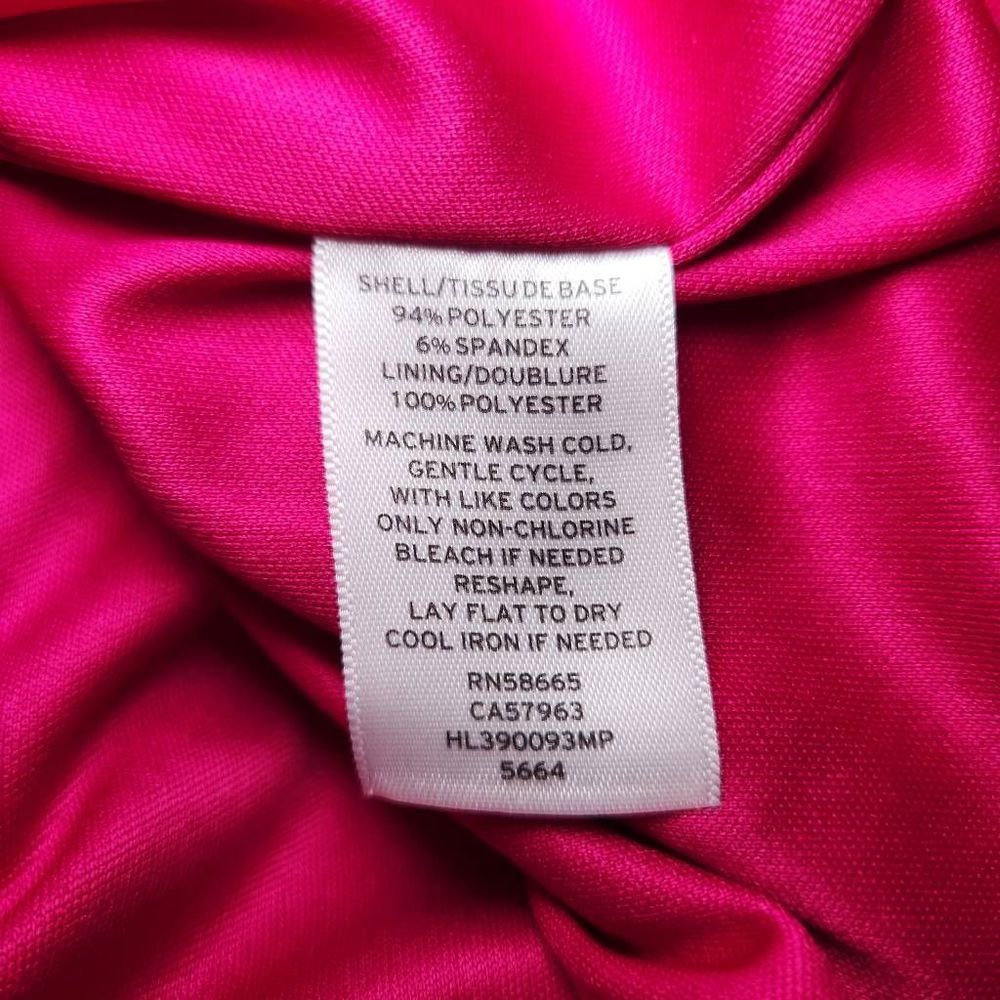 SHELL/TISSU DE BASE
94% POLYESTER
6% SPANDEX
LINING/DOUBLURE
100% POLYESTER
MACHINE WASH COLD,
GENTLE CYCLE,
WITH LIKE COLORS
ONLY NON-CHLORINE
BLEACH IF NEEDED
RESHAPE,
LAY FLAT TO DRY
COOL IRON IF NEEDED
RN58665
CA57963
HL390093MP
5664